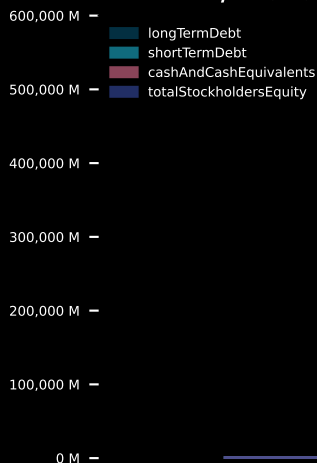 600,000 M
longTermDebt
shortTermDebt
cashAndCashEquivalents
totalStockholdersEquity
500,000 M
400,000 M
300,000 M
200,000 M
100,000 M
0 M